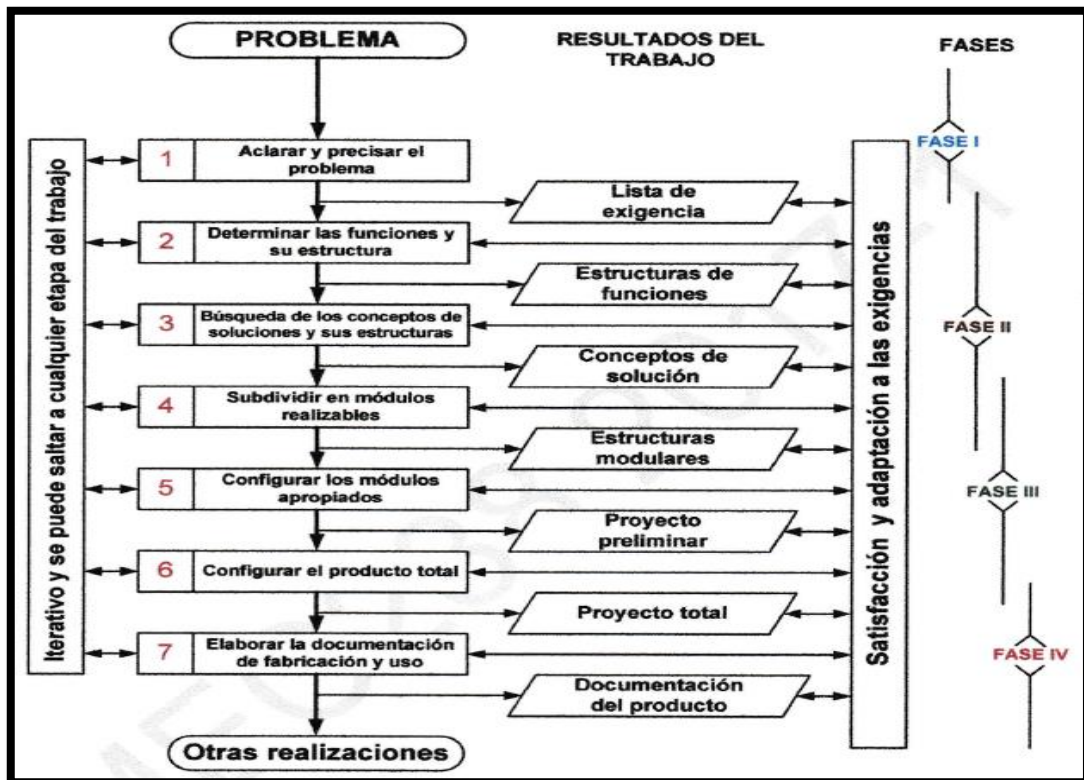 PROBLEMA
RESULTADOS DEL
TRABAJO
FASES
Iterativo y se puede saltar a cualquier etapa del trabajo
1
Aclarar y precisar el
problema
Lista de
exigencia
2
Determinar las funciones y
su estructura
Estructuras de
funciones
3
Búsqueda de los conceptos de
soluciones y sus estructuras
Conceptos de
solución
4
Subdividir en módulos
realizables
Estructuras
modulares
5
Configurar los módulos
apropiados
Proyecto
preliminar
6
Configurar el producto total
Proyecto total
7
Elaborar la documentación
de fabricación y uso
Documentación
del producto
Otras realizaciones
Satisfacción y adaptación a las exigencias
FASE I
FASE II
FASE III
FASE IV